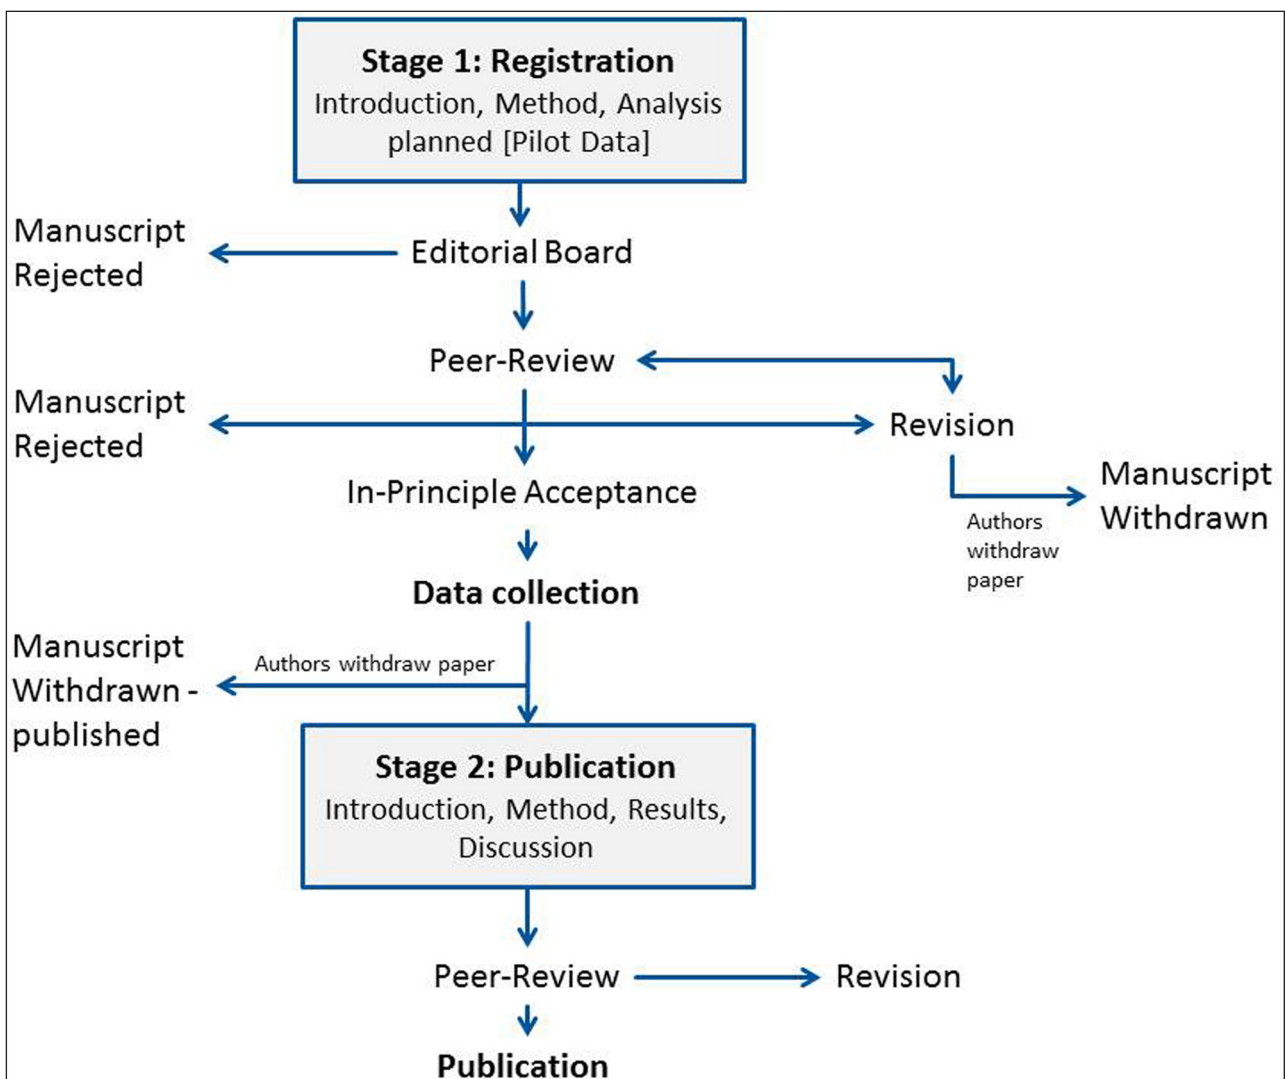 Stage 1: Registration
Introduction, Method, Analysis
planned [Pilot Data]
Manuscript
Rejected
Editorial Board
Peer-Review
Manuscript
Rejected
Revision
In-Principle Acceptance
Manuscript
Withdrawn
Authors
withdraw
paper
Data collection
Manuscript
Withdrawn -
published
Authors withdraw paper
Stage 2: Publication
Introduction, Method, Results,
Discussion
Peer-Review
Revision
Publication